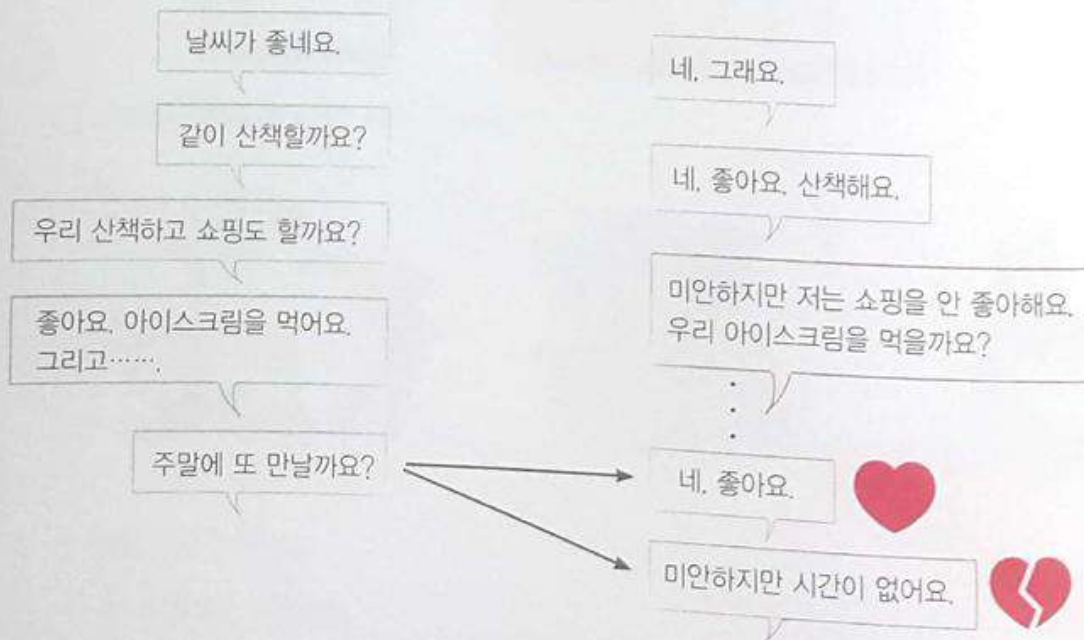 날씨가 좋네요.
네, 그래요.
같이 산책할까요?
네, 좋아요. 산책해요.
우리 산책하고 쇼핑도 할까요?
미안하지만 저는 쇼핑을 안 좋아해요.
우리 아이스크림을 먹을까요?
좋아요. 아이스크림을 먹어요.
그리고…….
주말에 또 만날까요?
네, 좋아요.
미안하지만 시간이 없어요.